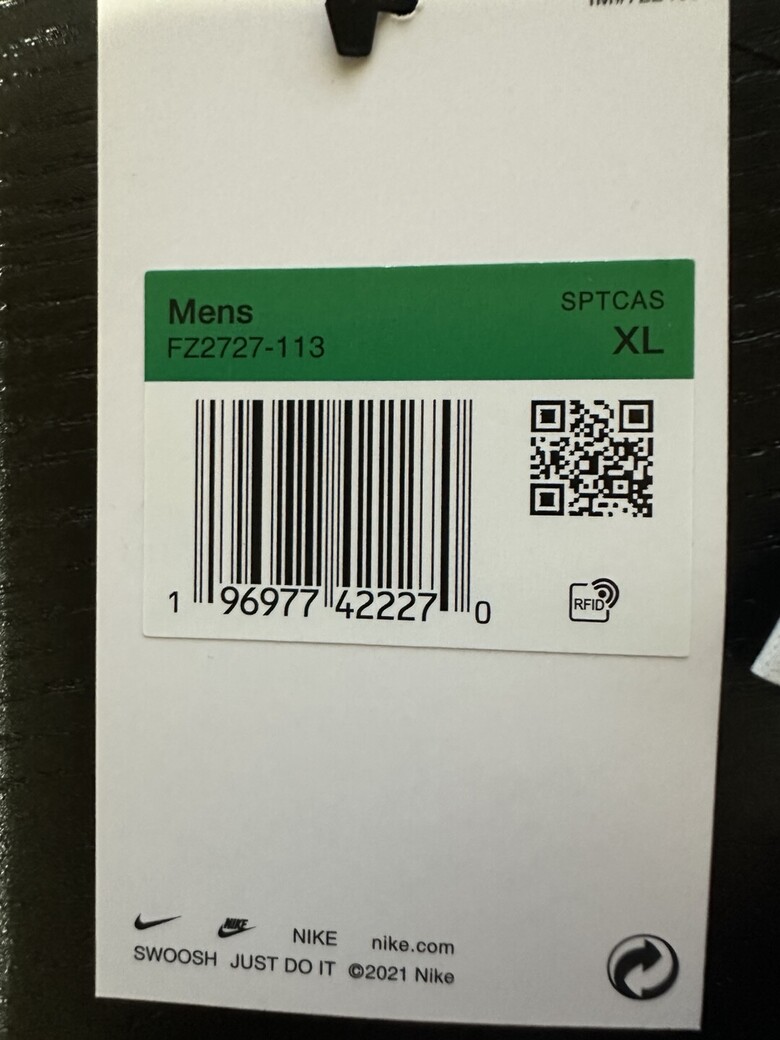 Mens
SPTCAS
FZ2727-113
XL
1 96977 42227 0
RFID
NIKE
NIKE
nike.com
SWOOSH JUST DO IT ©2021 Nike